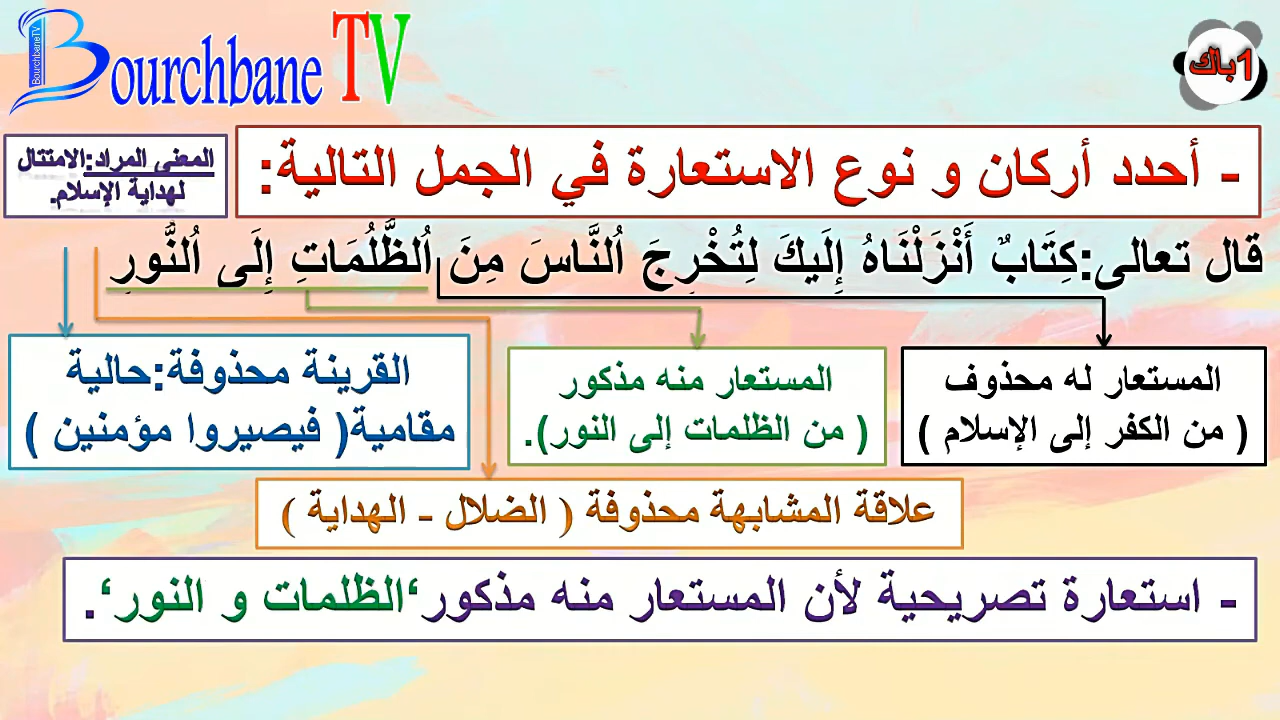 Bourchbane TV
BourchbaneTV
1باك
- أحدد أركان و نوع الاستعارة في الجمل التالية:
المعنى المراد:الامتثال
لهداية الإسلام.
قال تعالى:كِتَابٌ أَنْزَلْنَاهُ إِلَيكَ لِتُخْرِجَ اُلنَّاسَ مِنَ اُلظُّلُمَاتِ إِلَى اُلنُّورِ
المستعار له محذوف
( من الكفر إلى الإسلام )
المستعار منه مذكور
( من الظلمات إلى النور).
القرينة محذوفة:حالية
مقامية( فيصيروا مؤمنين )
علاقة المشابهة محذوفة ( الضلال - الهداية )
- استعارة تصريحية لأن المستعار منه مذكور‘الظلمات و النور‘.